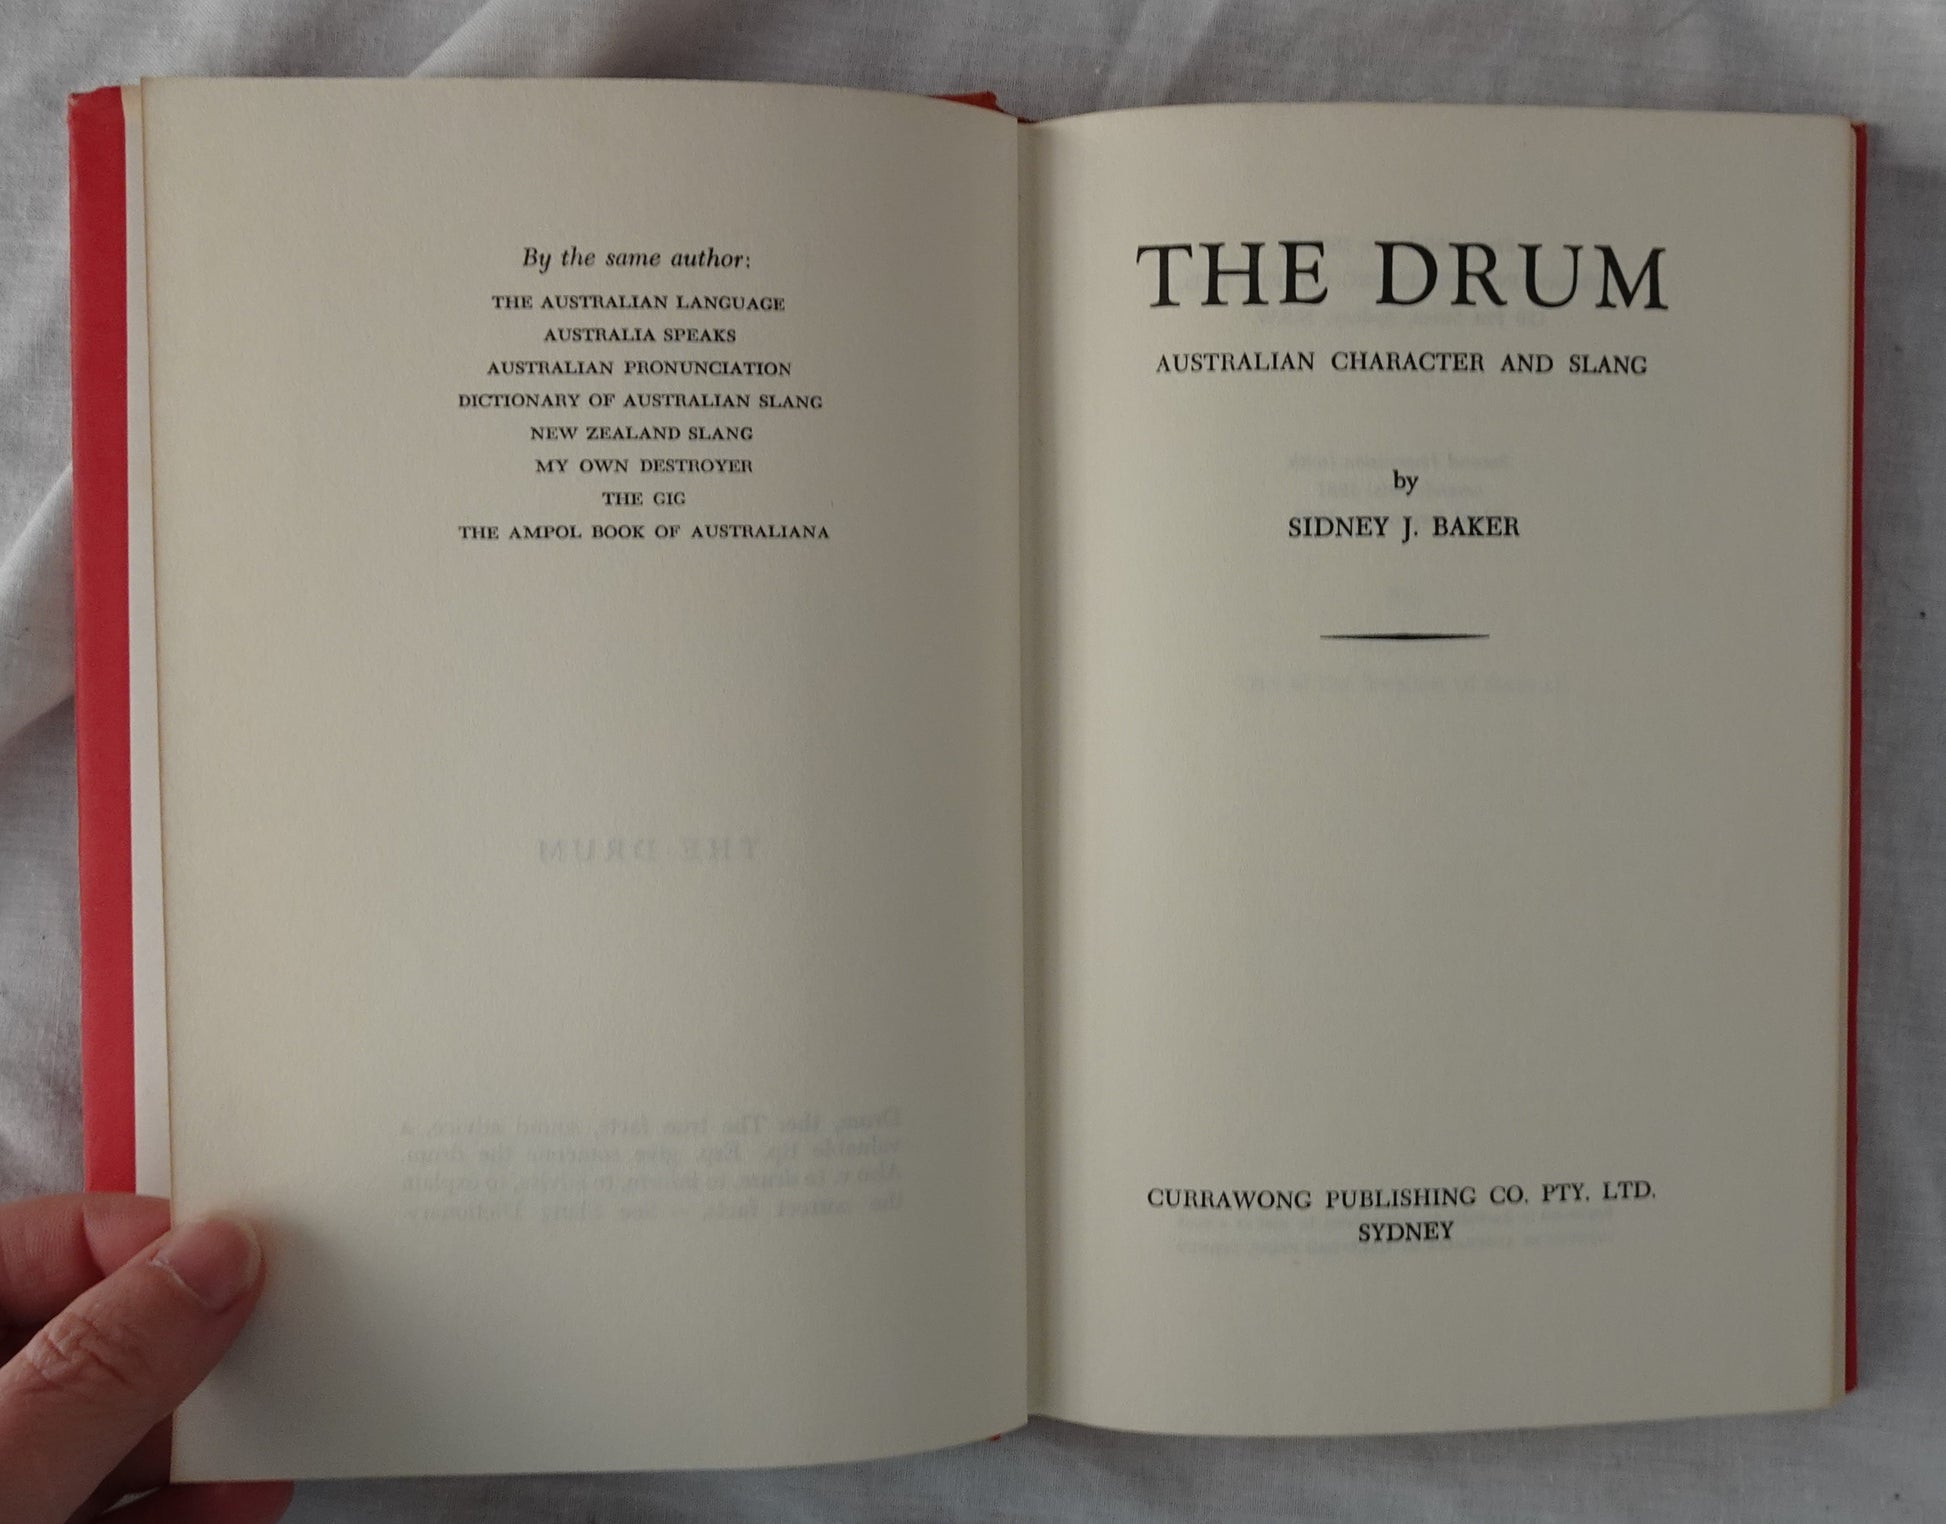 By the same author:
THE AUSTRALIAN LANGUAGE
AUSTRALIA SPEAKS
AUSTRALIAN PRONUNCIATION
DICTIONARY OF AUSTRALIAN SLANG
NEW ZEALAND SLANG
MY OWN DESTROYER
THE GIG
THE AMPOL BOOK OF AUSTRALIANA
THE DRUM
THE DRUM
AUSTRALIAN CHARACTER AND SLANG
by
SIDNEY J. BAKER
CURRAWONG PUBLISHING CO. PTY. LTD.
SYDNEY